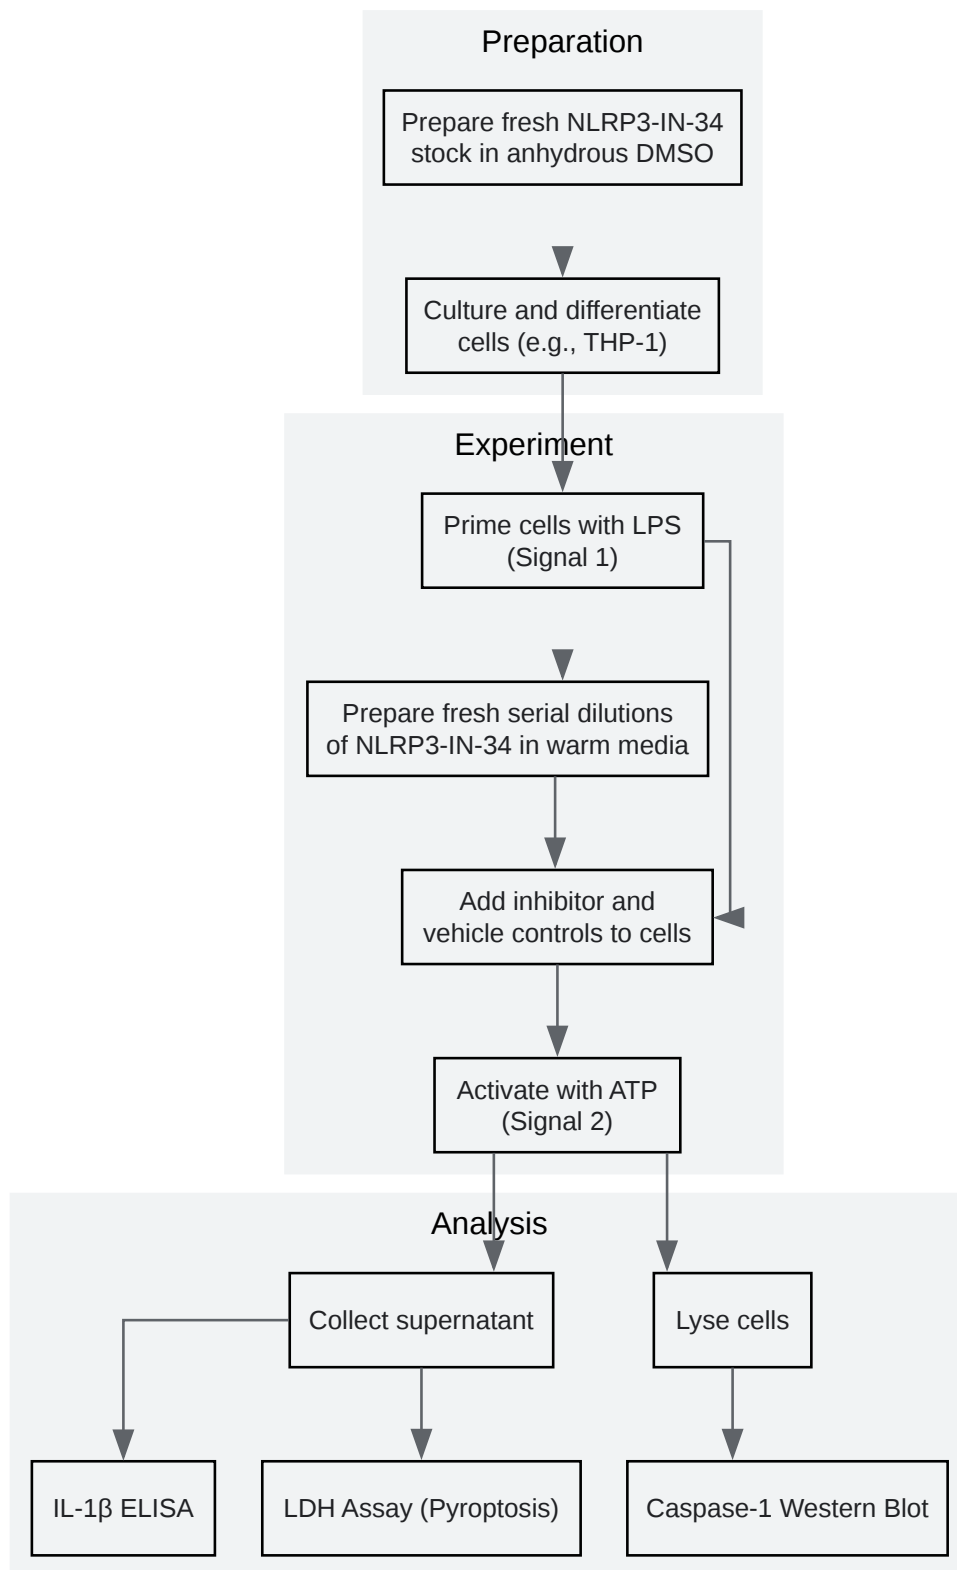 Preparation
Prepare fresh NLRP3-IN-34
stock in anhydrous DMSO
Culture and differentiate
cells (e.g., THP-1)
Experiment
Prime cells with LPS
(Signal 1)
Prepare fresh serial dilutions
of NLRP3-IN-34 in warm media
Add inhibitor and
vehicle controls to cells
Activate with ATP
(Signal 2)
Analysis
Collect supernatant
Lyse cells
IL-1β ELISA
LDH Assay (Pyroptosis)
Caspase-1 Western Blot